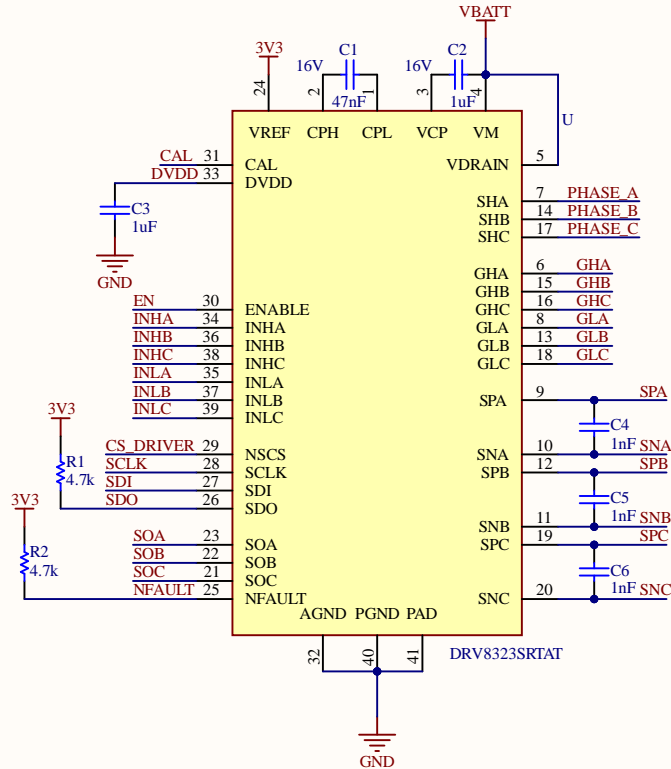 VBATT
3V3
C1
C2
16V
47nF
16V
1uF
24
2
1
3
4
U
VREF
CPH
CPL
VCP
VM
CAL
31
CAL
VDRAIN
5
DVDD
33
DVDD
C3
1uF
GND
SHA
7
PHASE_A
SHB
14
PHASE_B
SHC
17
PHASE_C
GHA
6
GHA
GHB
15
GHB
GHC
16
GHC
GLA
8
GLA
GLB
13
GLB
GLC
18
GLC
EN
30
ENABLE
INHA
34
INHA
INHB
36
INHB
INHC
38
INHC
INLA
35
INLA
INLB
37
INLB
INLC
39
INLC
SPA
9
SPA
C4
1nF
3V3
R1
4.7k
CS_DRIVER
29
NSCS
SCLK
28
SCLK
SDI
27
SDI
SDO
26
SDO
SNA
10
SNA
SPB
12
SPB
C5
1nF
SNB
11
SNB
SPC
19
SPC
C6
1nF
SNC
20
SNC
3V3
R2
4.7k
SOA
23
SOA
SOB
22
SOB
SOC
21
SOC
NFAULT
25
NFAULT
AGND
PGND
PAD
32
40
41
DRV8323SRTAT
GND